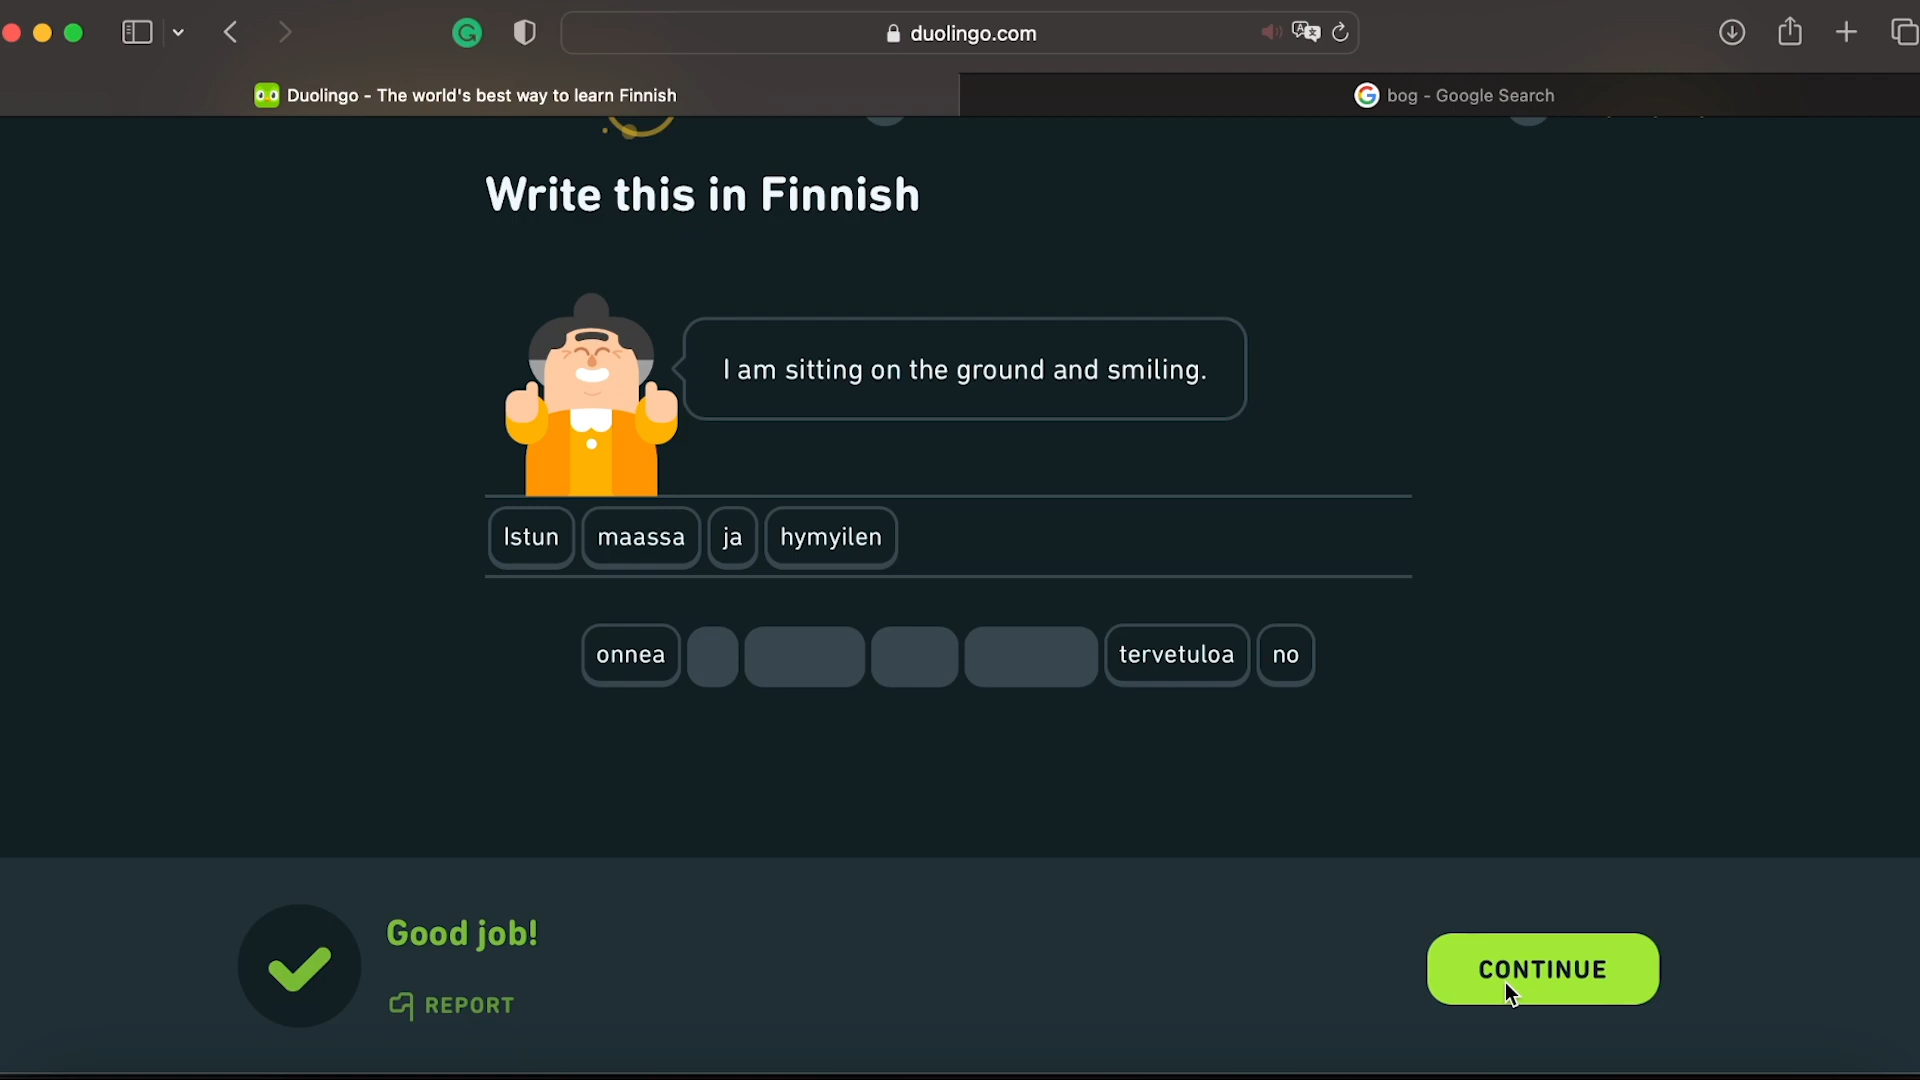 duolingo.com
Duolingo - The world's best way to learn Finnish
bog - Google Search
Write this in Finnish
I am sitting on the ground and smiling.
Istun maassa ja hymyilen
onnea tervetuloa no
Good job!
REPORT
CONTINUE